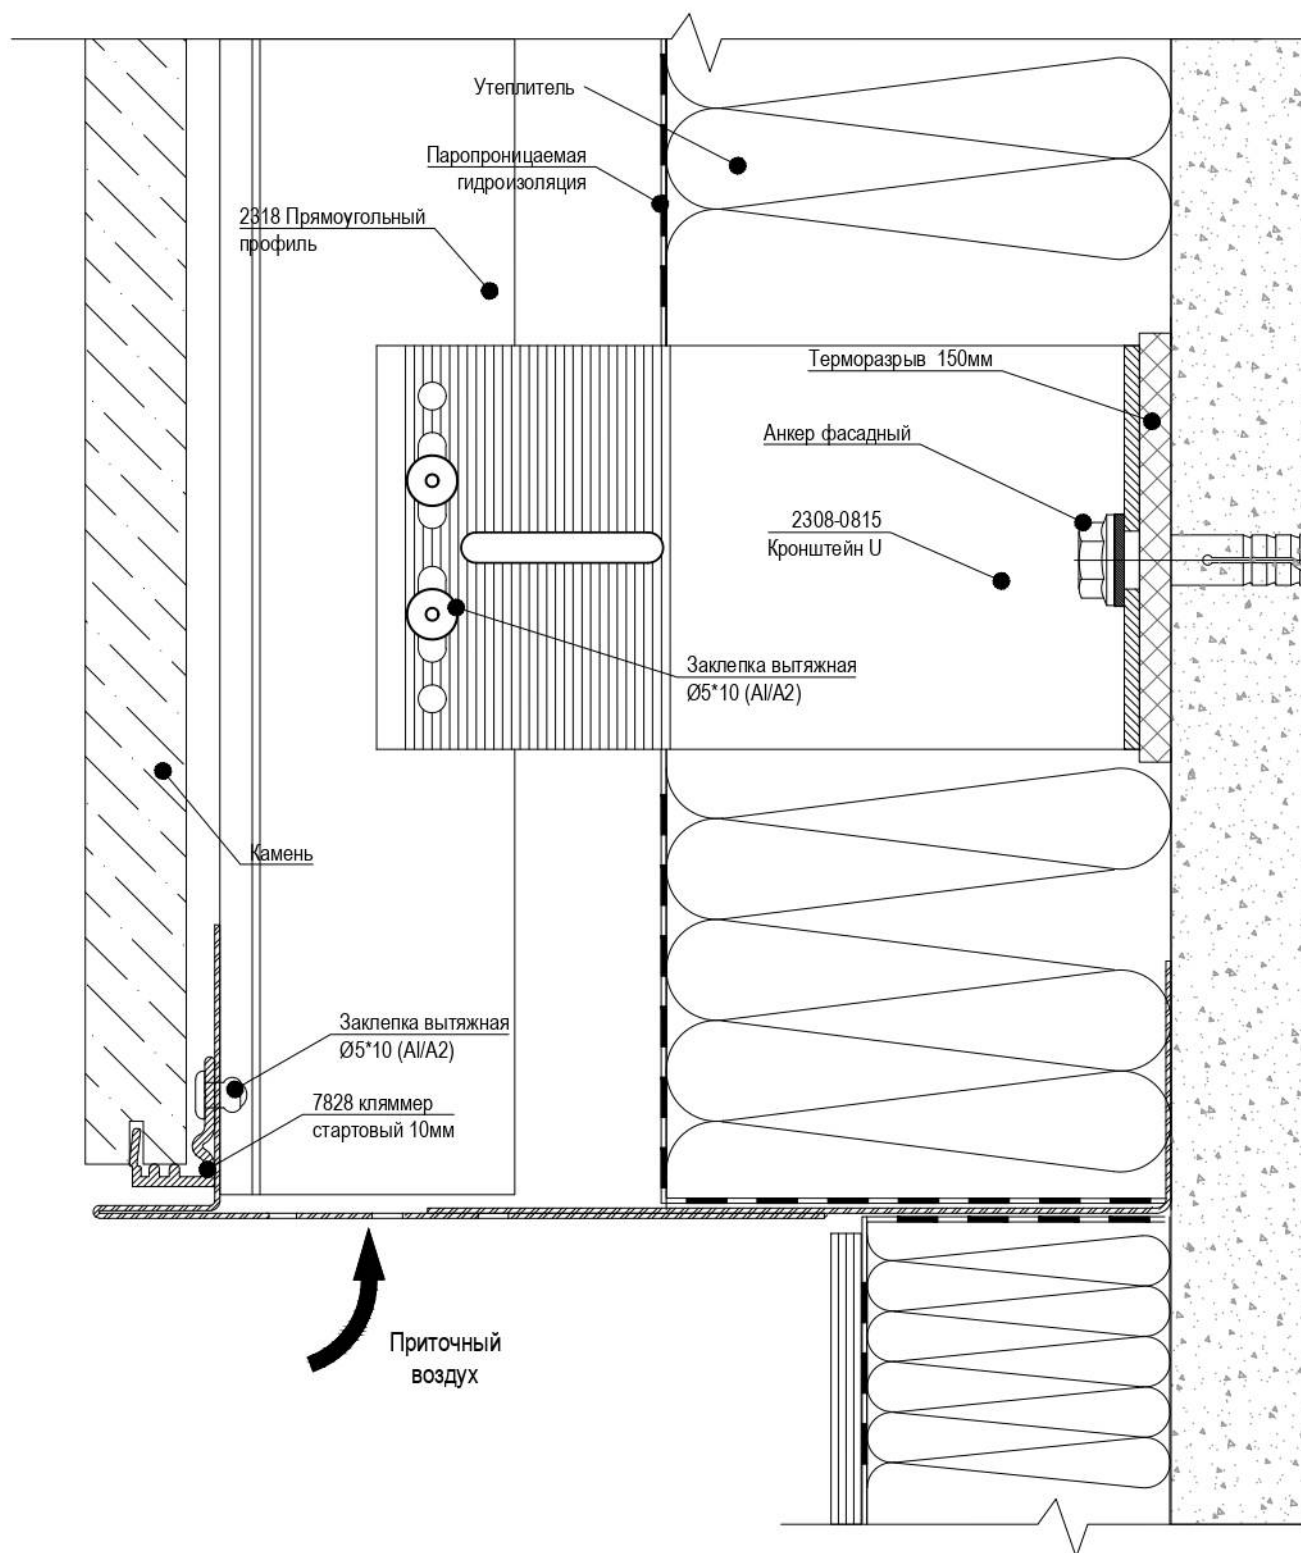 Утеплитель
Паропроницаемая
гидроизоляция
2318 Прямоугольный
профиль
Терморазрыв 150мм
Анкер фасадный
2308-0815
Кронштейн U
Заклепка вытяжная
Ø5*10 (Al/A2)
Камень
Заклепка вытяжная
Ø5*10 (Al/A2)
7828 кляммер
стартовый 10мм
Приточный
воздух